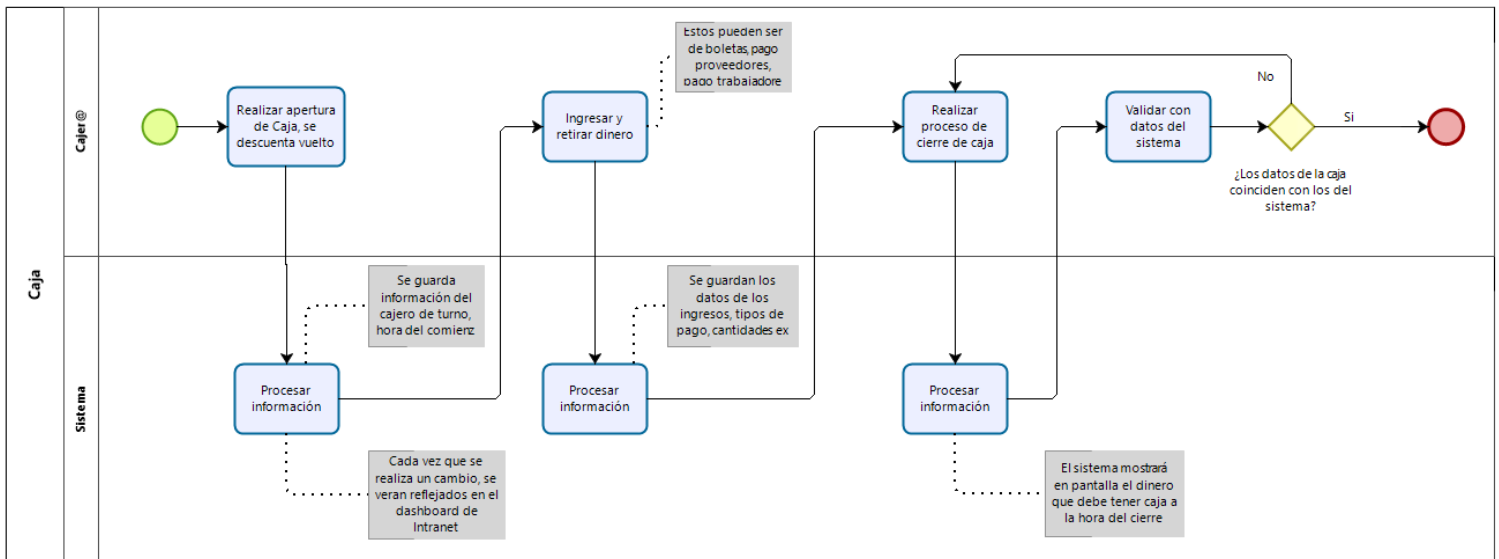 Caja
Cajer@
Realizar apertura
de Caja, se
descuenta vuelto
Ingresar y
retirar dinero
Estos pueden ser
de boletas, pago
proveedores,
pago trabajadore
Realizar
proceso de
cierre de caja
Validar con
datos del
sistema
No
Si
¿Los datos de la caja
coinciden con los del
sistema?
Sistema
Se guarda
información del
cajero de turno,
hora del comienz
Procesar
información
Cada vez que se
realiza un cambio, se
veran reflejados en el
dashboard de
Intranet
Se guardan los
datos de los
ingresos, tipos de
pago, cantidades ex
Procesar
información
Procesar
información
El sistema mostrará
en pantalla el dinero
que debe tener caja a
la hora del cierre